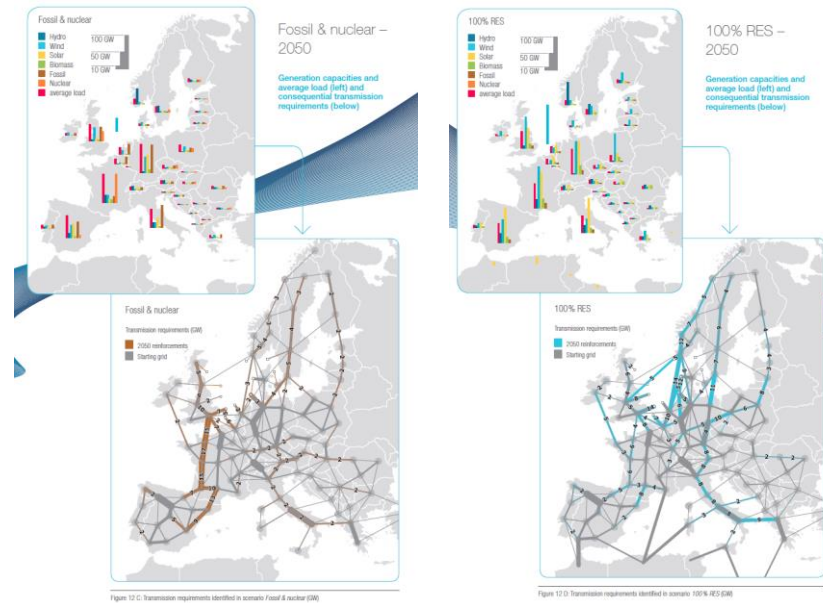 Fossil & nuclear
Hydro
Wind
Solar
Biomass
Fossil
Nuclear
average load
100 GW
50 GW
10 GW
Fossil & nuclear –
2050
Generation capacities and
average load (left) and
consequential transmission
requirements (below)
Fossil & nuclear
Transmission requirements (GW)
2050 reinforcements
Starting grid
Figure 12 C: Transmission requirements identified in scenario Fossil & nuclear (GW)
100% RES
Hydro
Wind
Solar
Biomass
Fossil
Nuclear
average load
100 GW
50 GW
10 GW
100% RES –
2050
Generation capacities and
average load (left) and
consequential transmission
requirements (below)
100% RES
Transmission requirements (GW)
2050 reinforcements
Starting grid
Figure 12 D: Transmission requirements identified in scenario 100 % RES (GW)